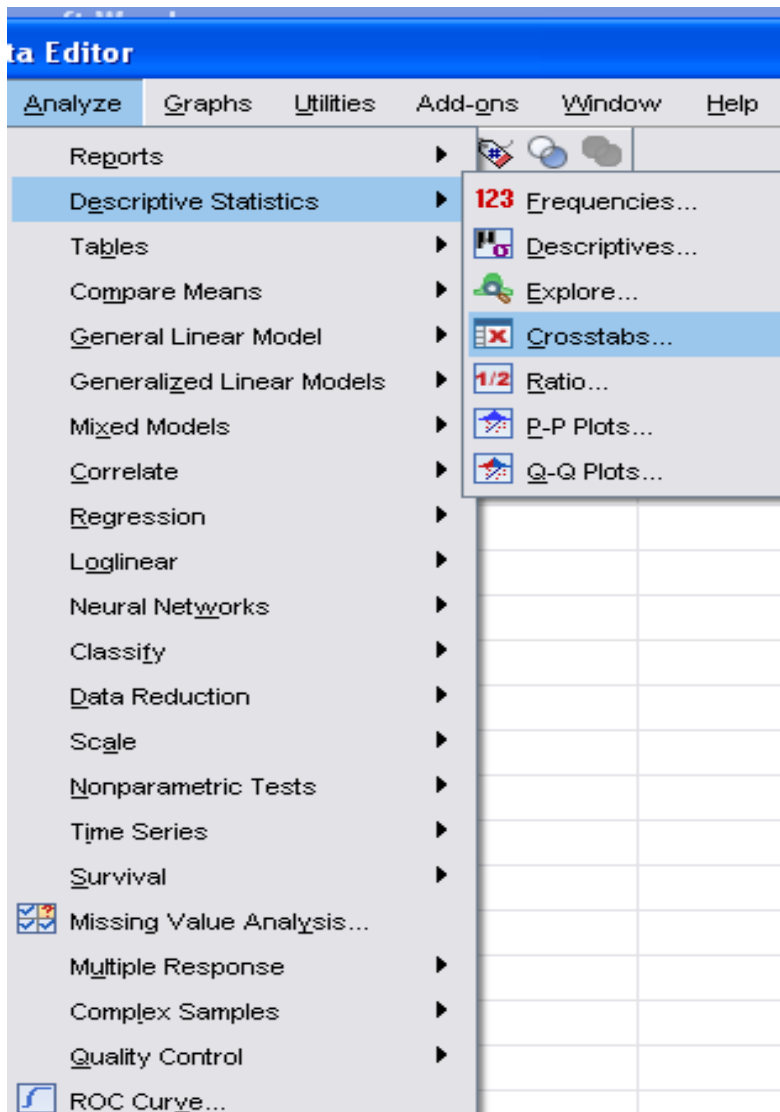 ta Editor
Analyze Graphs Utilities Add-ons Window Help
Reports
Descriptive Statistics
Tables
Compare Means
General Linear Model
Generalized Linear Models
Mixed Models
Correlate
Regression
Loglinear
Neural Networks
Classify
Data Reduction
Scale
Nonparametric Tests
Time Series
Survival
Missing Value Analysis...
Multiple Response
Complex Samples
Quality Control
ROC Curve...
123 Frequencies...
μ σ Descriptives...
Explore...
Crosstabs...
1/2 Ratio...
P-P Plots...
Q-Q Plots...